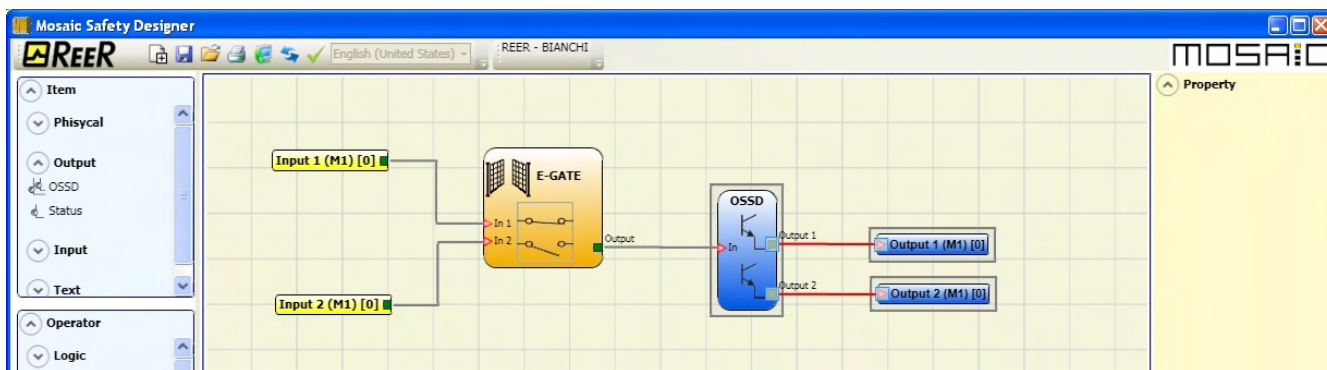 Mosaic Safety Designer
REER
English (United States)
REER - BIANCHI
MOSAIC
Item
Phisycal
Output
OSSD
Status
Input
Text
Operator
Logic
Input 1 (M1) [0]
Input 2 (M1) [0]
E-GATE
In 1
In 2
Output
OSSD
In
Output 1
Output 2
Output 1 (M1) [0]
Output 2 (M1) [0]
Property